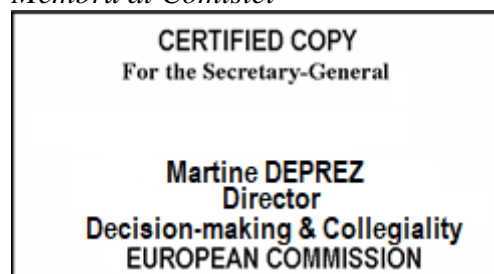 Membru al Comisiei
CERTIFIED COPY
For the Secretary-General
Martine DEPREZ
Director
Decision-making & Collegiality
EUROPEAN COMMISSION